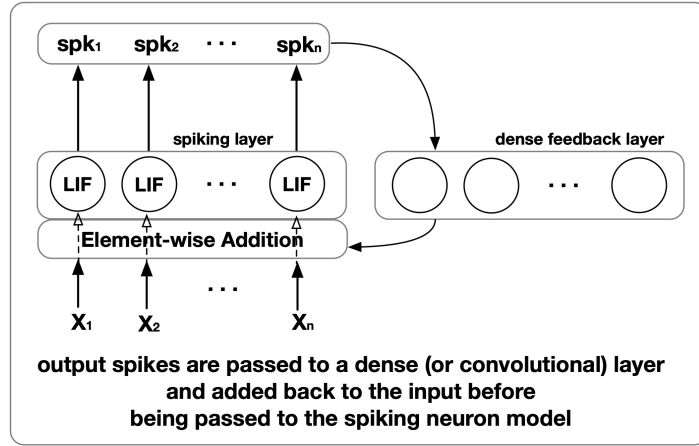 spk1 spk2 ... spkn
spiking layer
dense feedback layer
LIF LIF ... LIF
...
Element-wise Addition
...
X1 X2 Xn
output spikes are passed to a dense (or convolutional) layer
and added back to the input before
being passed to the spiking neuron model